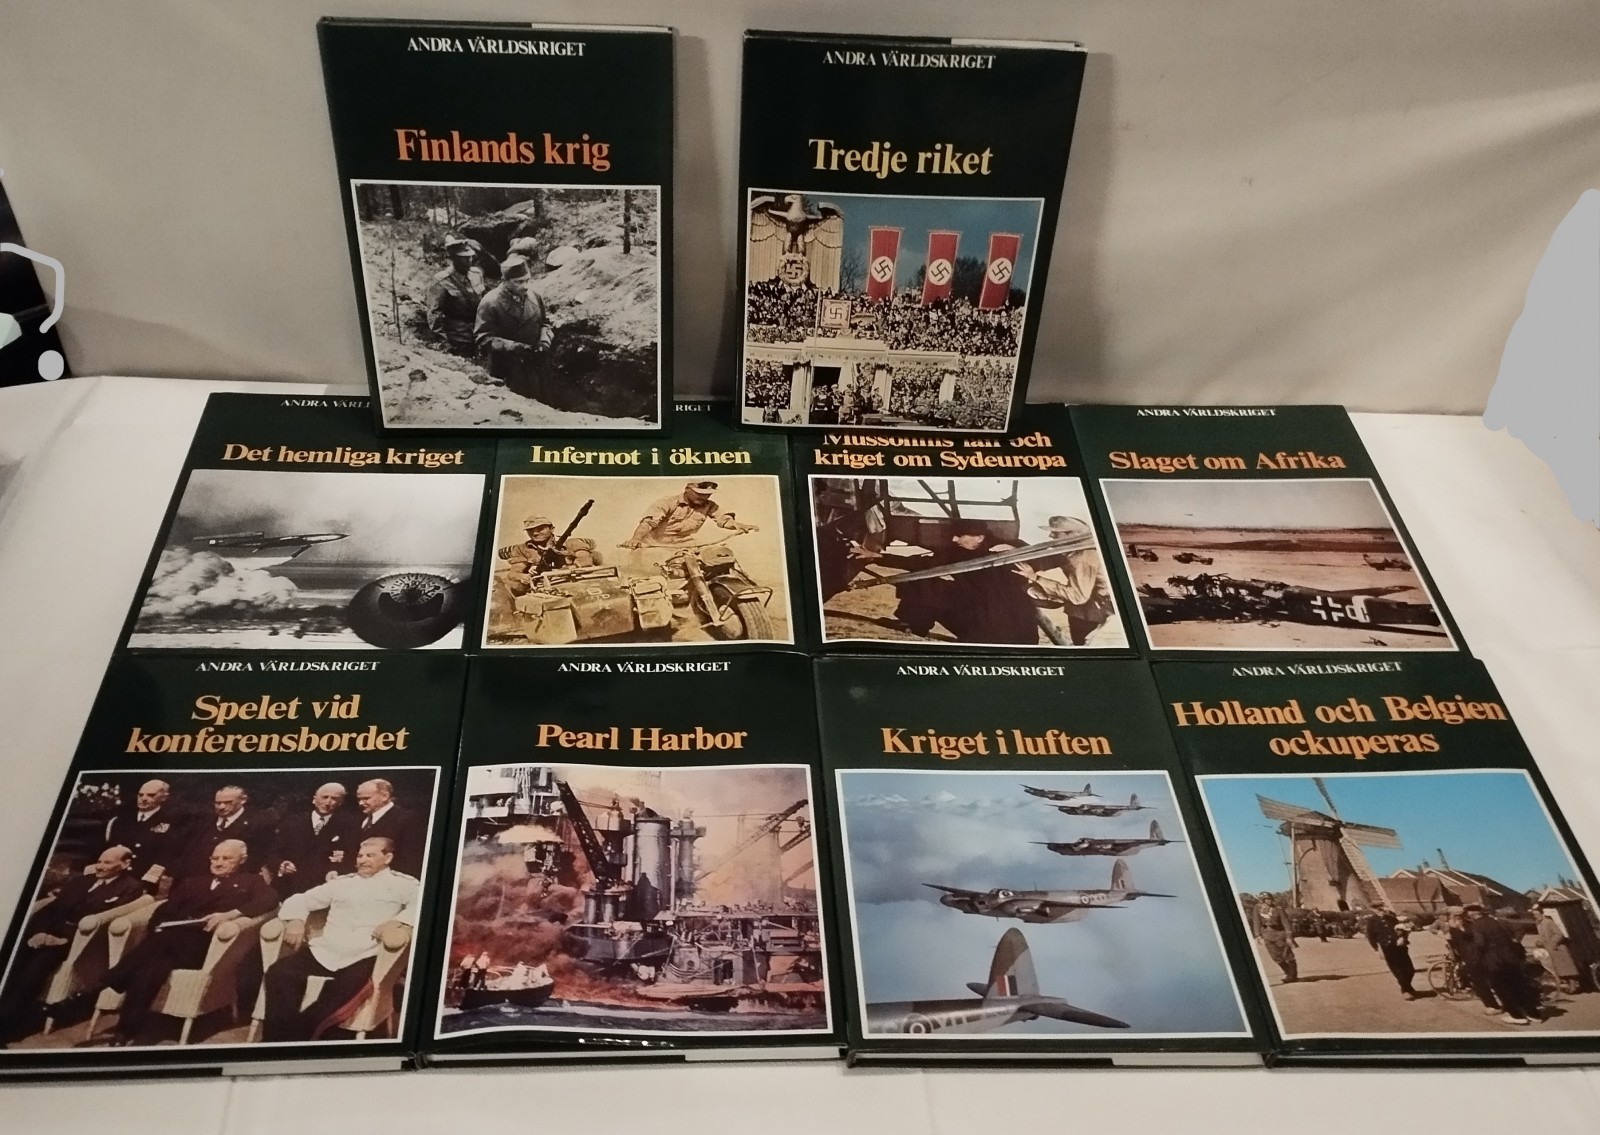 ANDRA VÄRLDSKRIGET
Finlands krig
ANDRA VÄRLDSKRIGET
Tredje riket
ANDRA
Det hemliga kriget
Infernot i öknen
och
kriget om Sydeuropa
ANDRA VÄRLDSKRIGET
Slaget om Afrika
ANDRA VÄRLDSKRIGET
Spelet vid
konferensbordet
ANDRA VÄRLDSKRIGET
Pearl Harbor
ANDRA VÄRLDSKRIGET
Kriget i luften
ANDRA VÄRLDSKRIGET
Holland och Belgien
ockuperas